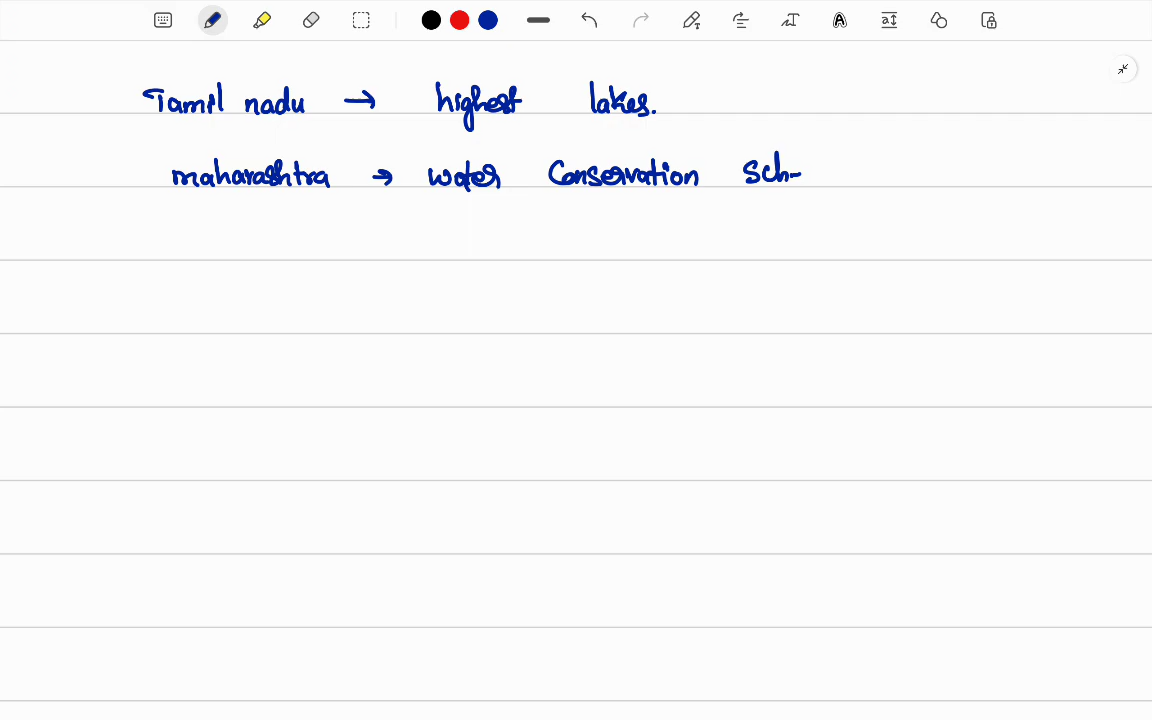 Tamil nadu → highest lakes.
maharashtra → water Conservation Sch-